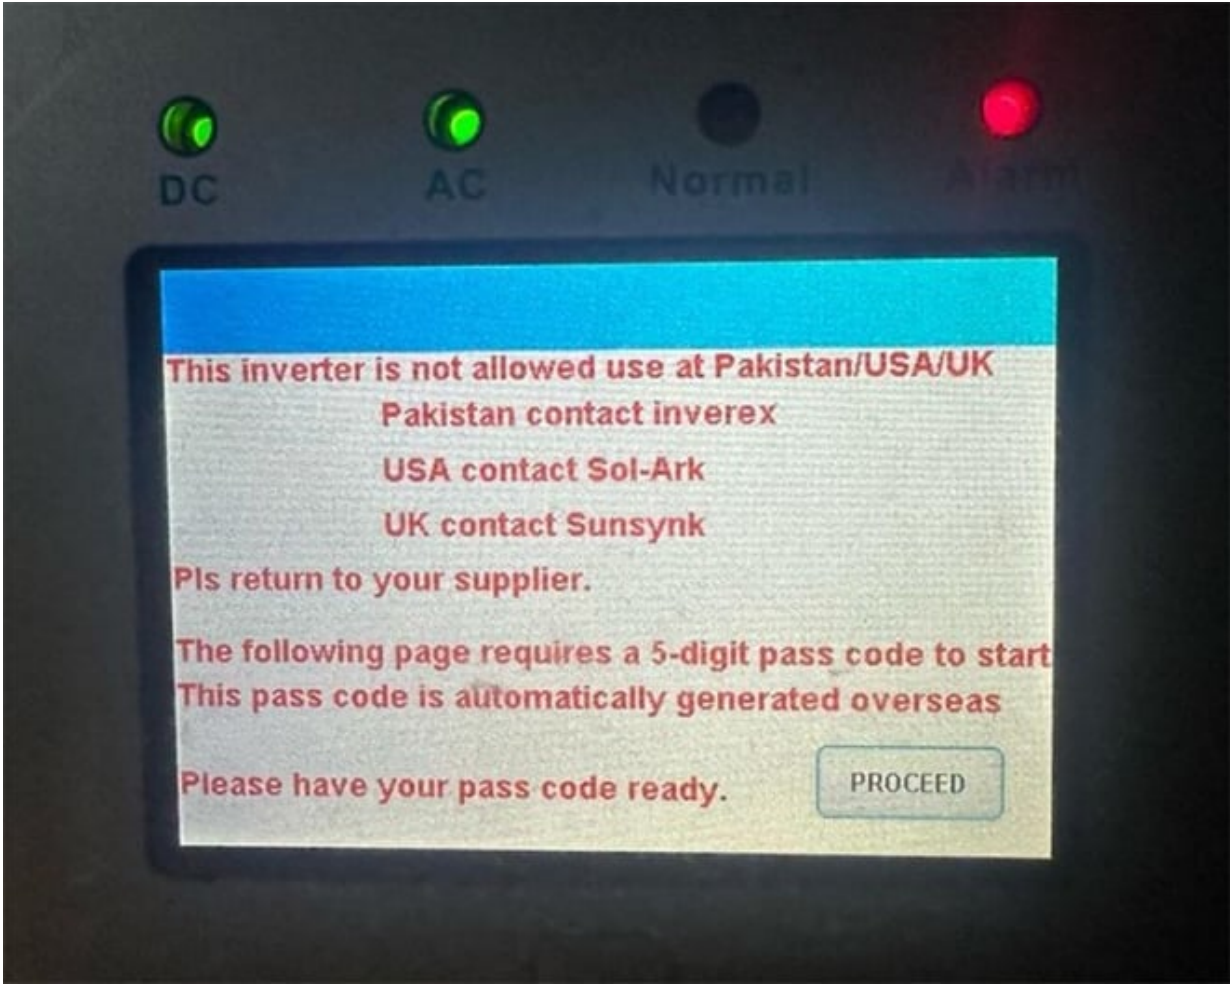 DC AC Normal Alarm
This inverter is not allowed use at Pakistan/USA/UK
Pakistan contact inverex
USA contact Sol-Ark
UK contact Sunsynk
Pls return to your supplier.
The following page requires a 5-digit pass code to start
This pass code is automatically generated overseas
Please have your pass code ready.
PROCEED